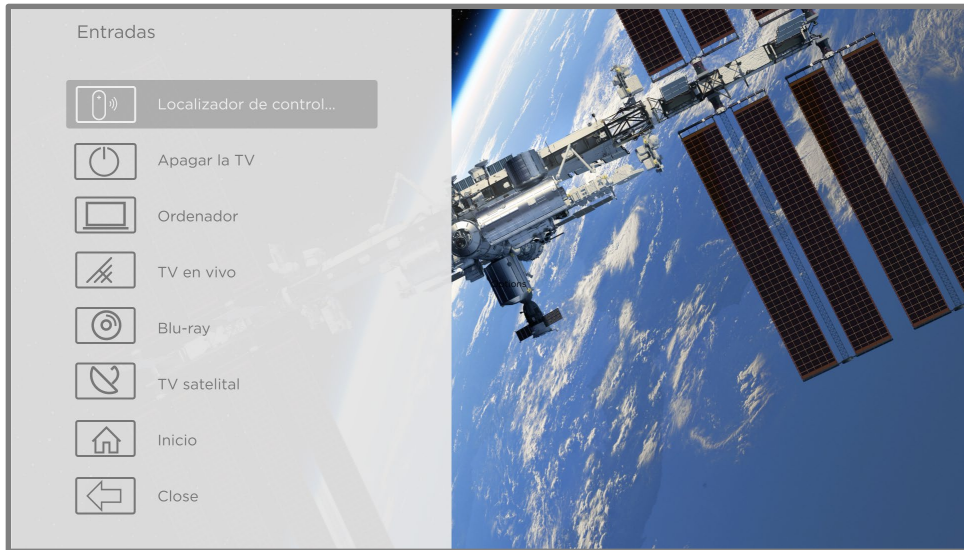 Entradas
Localizador de control...
Apagar la TV
Ordenador
TV en vivo
Blu-ray
TV satelital
Inicio
Close